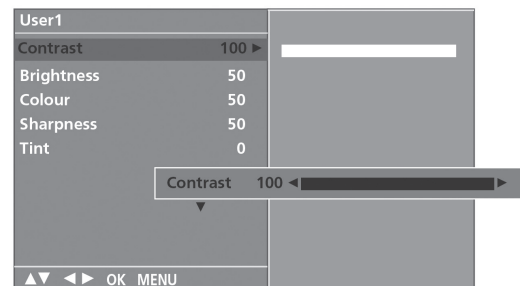 User1
Contrast 100 ►
Brightness 50
Colour 50
Sharpness 50
Tint 0
Contrast 100 ◄ ►
▼
▲▼ ◄► OK MENU